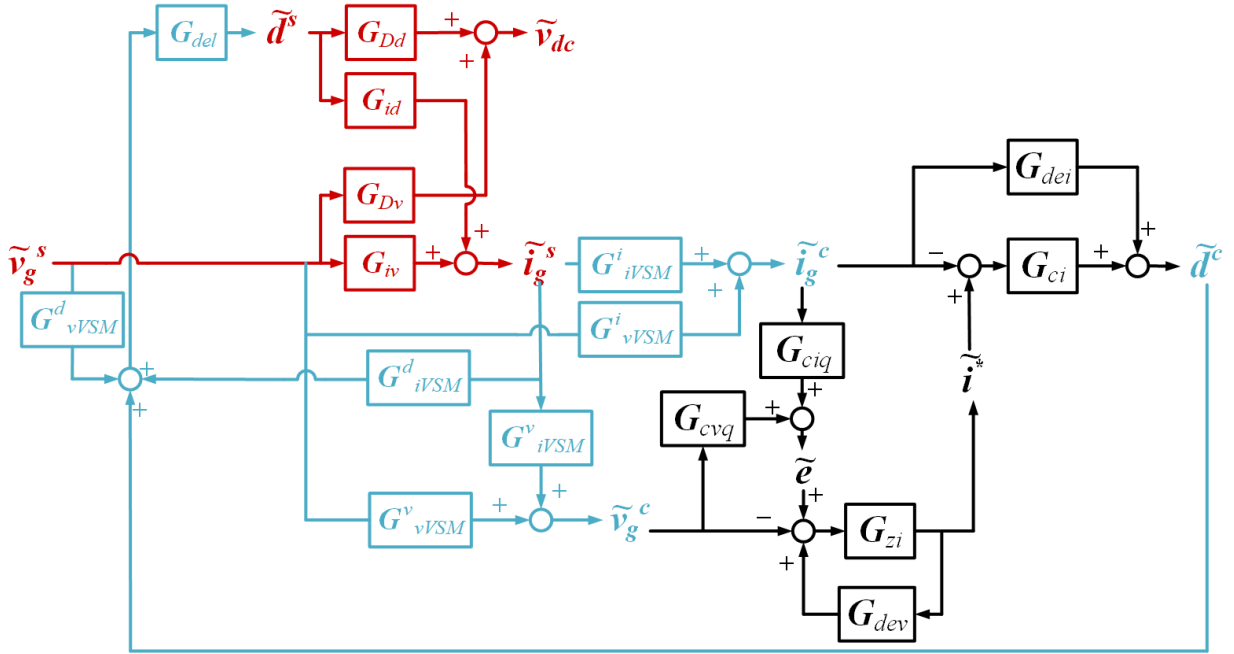 G_del d̃^s G_Dd + + ṽ_dc
G_id
G_Dv +
G_dei
ṽ_g^s G_iv + + ĩ_g^s G^i_iVSM + + ĩ_g^c − + G_ci + + d̃^c
G^d_vVSM G^i_vVSM
G_ciq ĩ^*
+ + + G^d_iVSM
G_cvq + +
G^v_iVSM
ẽ
G^v_vVSM + + ṽ_g^c − + + G_zi
G_dev